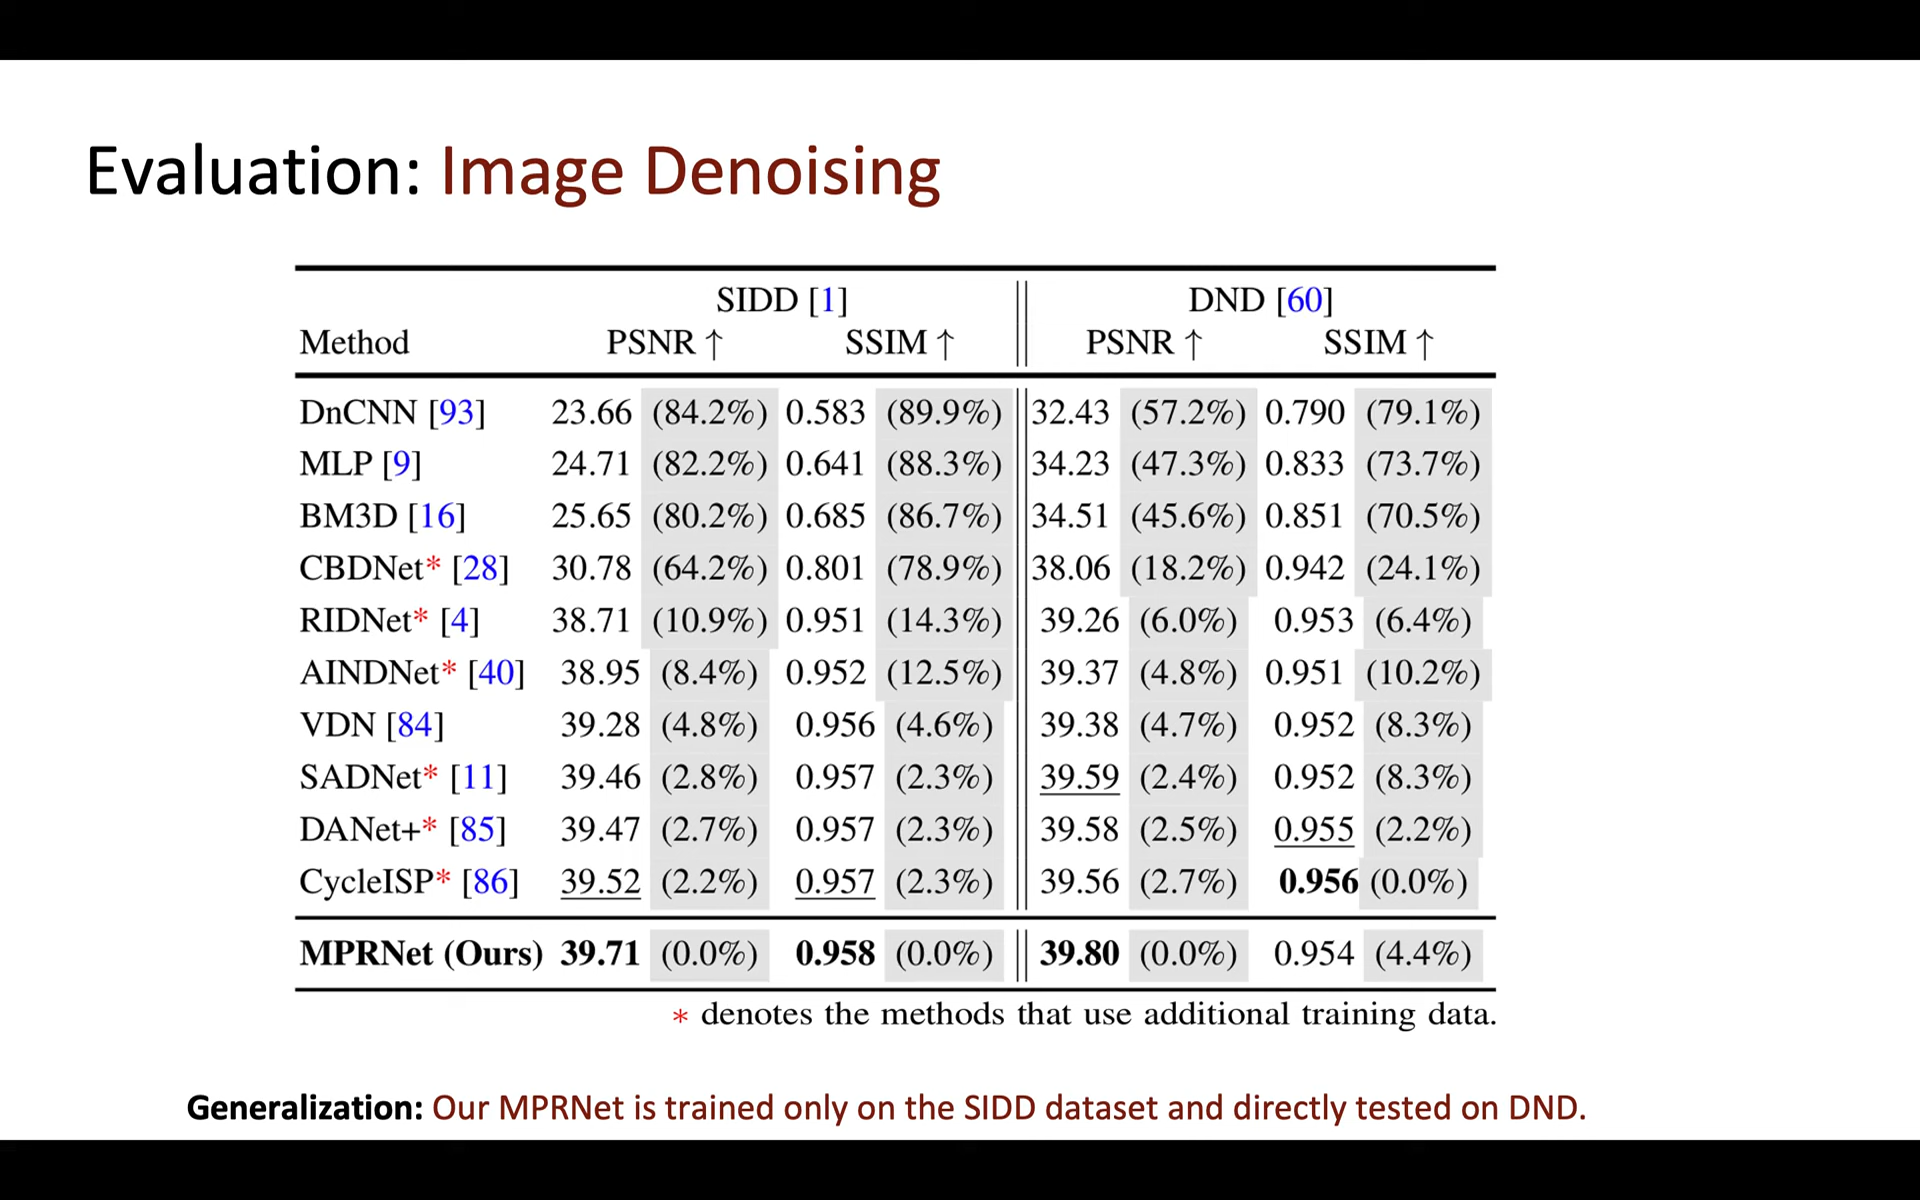 Evaluation: Image Denoising
SIDD [1] DND [60]
Method PSNR ↑ SSIM ↑ PSNR ↑ SSIM ↑
DnCNN [93] 23.66 (84.2%) 0.583 (89.9%) 32.43 (57.2%) 0.790 (79.1%)
MLP [9] 24.71 (82.2%) 0.641 (88.3%) 34.23 (47.3%) 0.833 (73.7%)
BM3D [16] 25.65 (80.2%) 0.685 (86.7%) 34.51 (45.6%) 0.851 (70.5%)
CBDNet* [28] 30.78 (64.2%) 0.801 (78.9%) 38.06 (18.2%) 0.942 (24.1%)
RIDNet* [4] 38.71 (10.9%) 0.951 (14.3%) 39.26 (6.0%) 0.953 (6.4%)
AINDNet* [40] 38.95 (8.4%) 0.952 (12.5%) 39.37 (4.8%) 0.951 (10.2%)
VDN [84] 39.28 (4.8%) 0.956 (4.6%) 39.38 (4.7%) 0.952 (8.3%)
SADNet* [11] 39.46 (2.8%) 0.957 (2.3%) 39.59 (2.4%) 0.952 (8.3%)
DANet+* [85] 39.47 (2.7%) 0.957 (2.3%) 39.58 (2.5%) 0.955 (2.2%)
CycleISP* [86] 39.52 (2.2%) 0.957 (2.3%) 39.56 (2.7%) 0.956 (0.0%)
MPRNet (Ours) 39.71 (0.0%) 0.958 (0.0%) 39.80 (0.0%) 0.954 (4.4%)
* denotes the methods that use additional training data.
Generalization: Our MPRNet is trained only on the SIDD dataset and directly tested on DND.